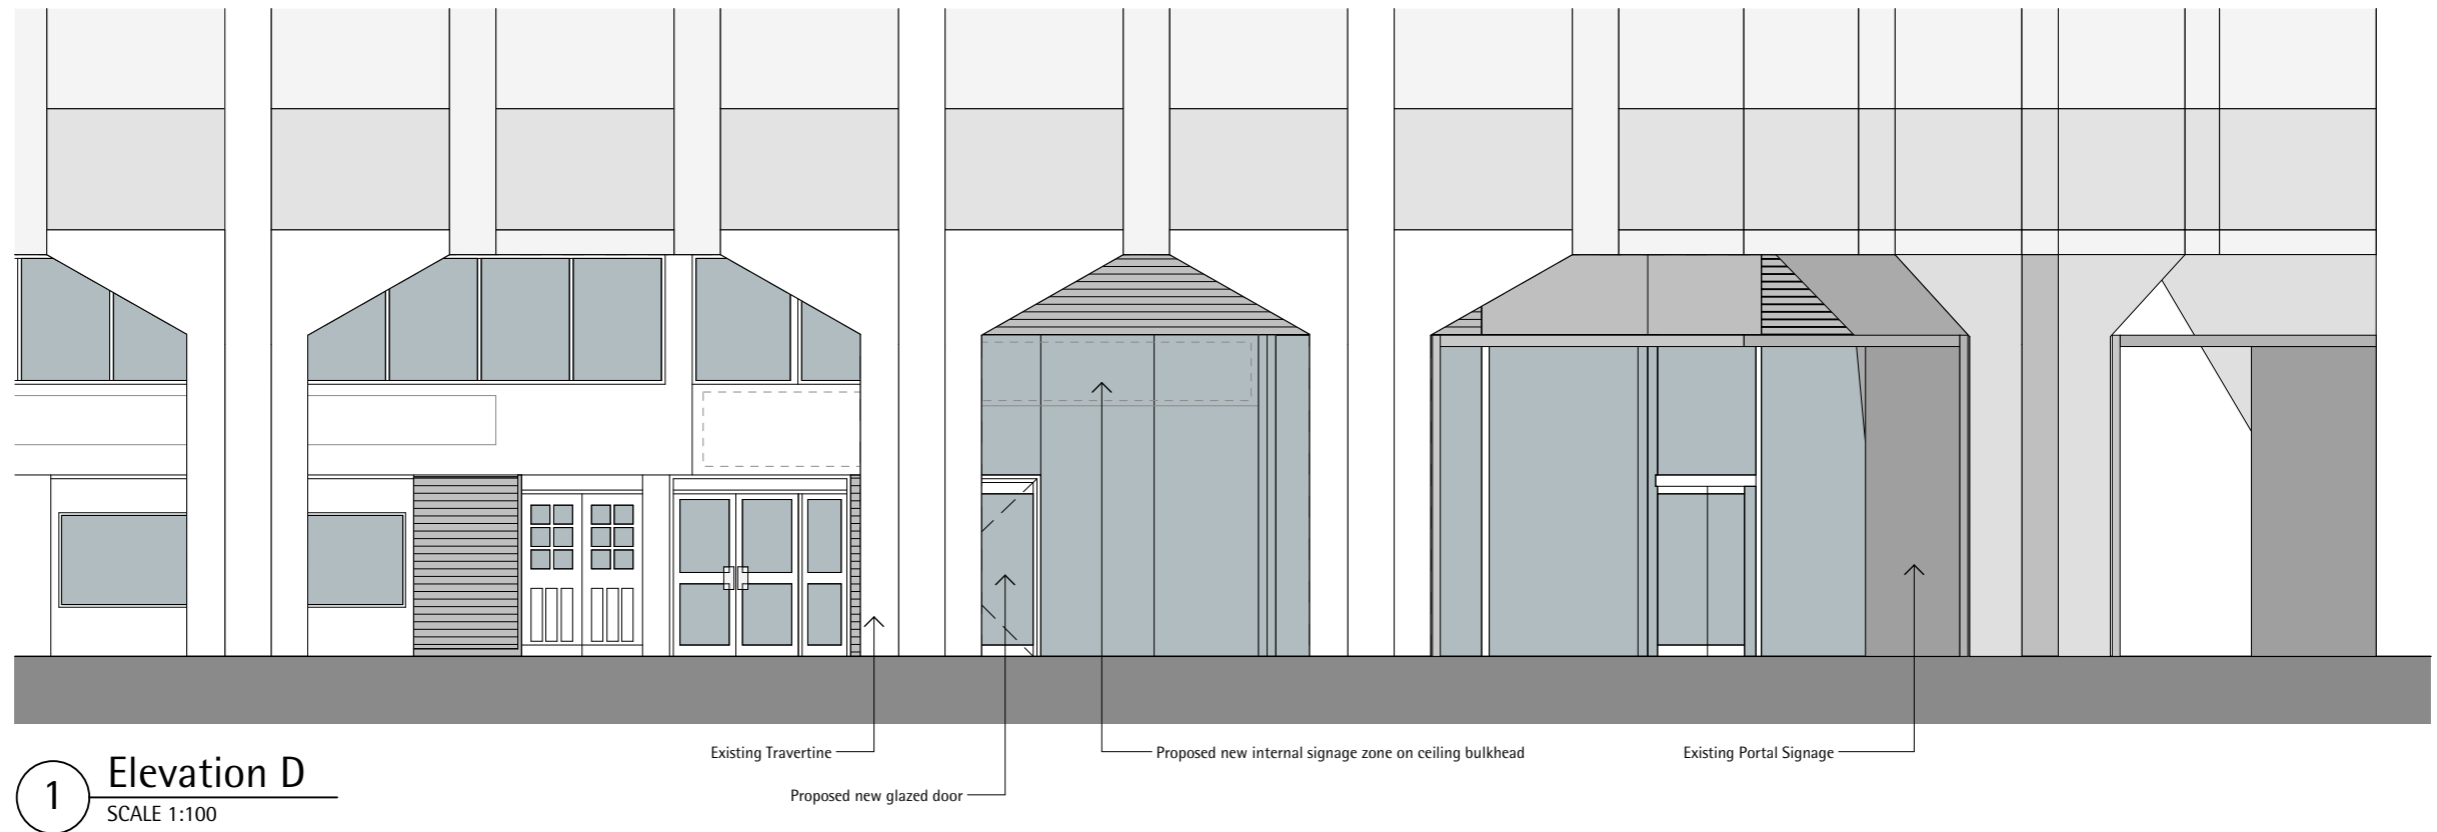 Existing Travertine
Proposed new internal signage zone on ceiling bulkhead
Existing Portal Signage
Proposed new glazed door
1
Elevation D
SCALE 1:100